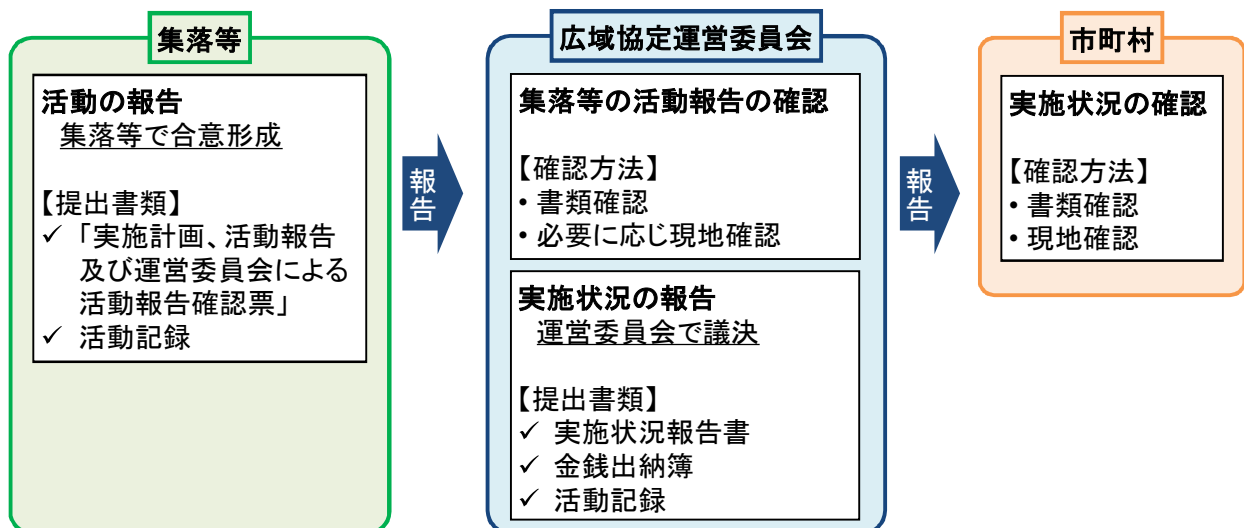 集落等
活動の報告
集落等で合意形成
【提出書類】
✓ 「実施計画、活動報告
及び運営委員会による
活動報告確認票」
✓ 活動記録
報告
広域協定運営委員会
集落等の活動報告の確認
【確認方法】
• 書類確認
• 必要に応じ現地確認
実施状況の報告
運営委員会で議決
【提出書類】
✓ 実施状況報告書
✓ 金銭出納簿
✓ 活動記録
報告
市町村
実施状況の確認
【確認方法】
• 書類確認
• 現地確認